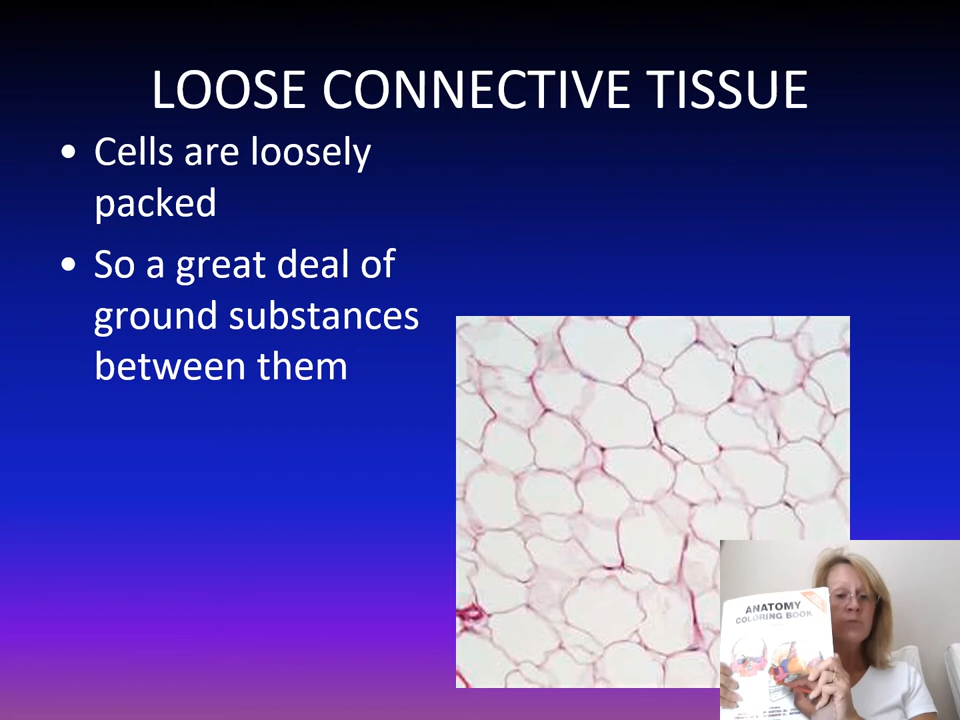 LOOSE CONNECTIVE TISSUE
• Cells are loosely
packed
• So a great deal of
ground substances
between them
ANATOMY
COLORING BOOK